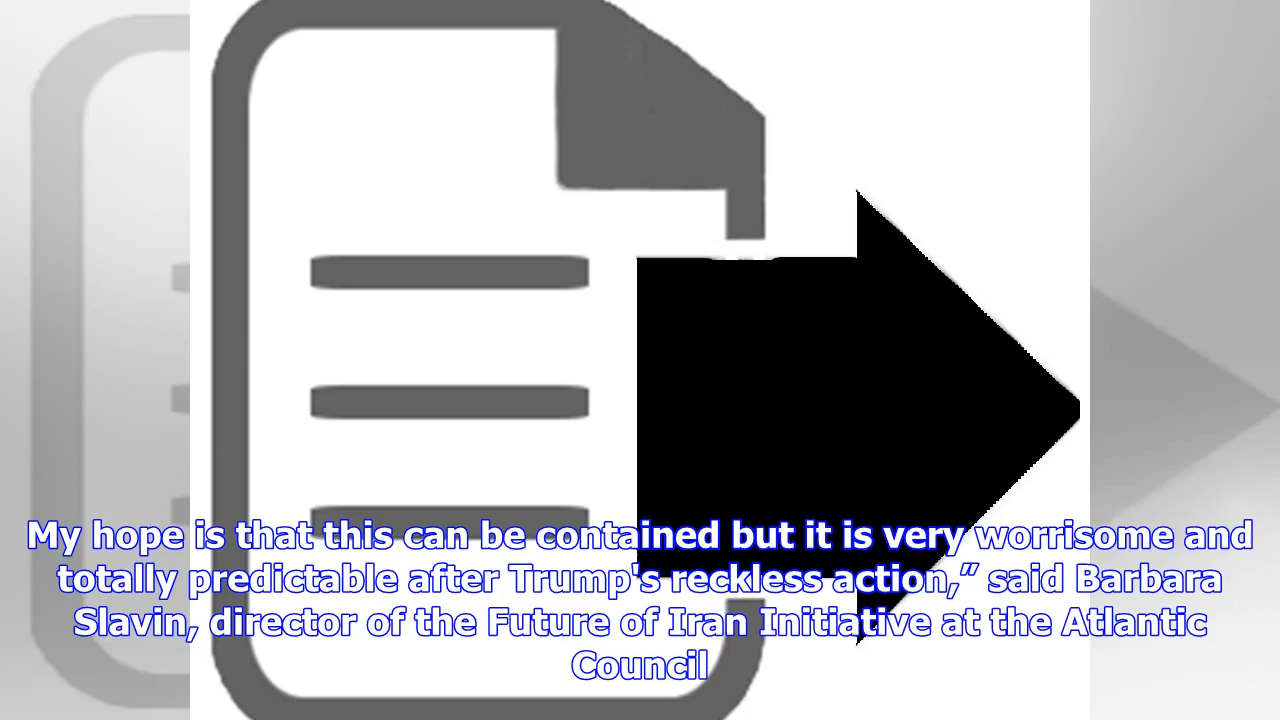 My hope is that this can be contained but it is very worrisome and
totally predictable after Trump's reckless action,” said Barbara
Slavin, director of the Future of Iran Initiative at the Atlantic
Council